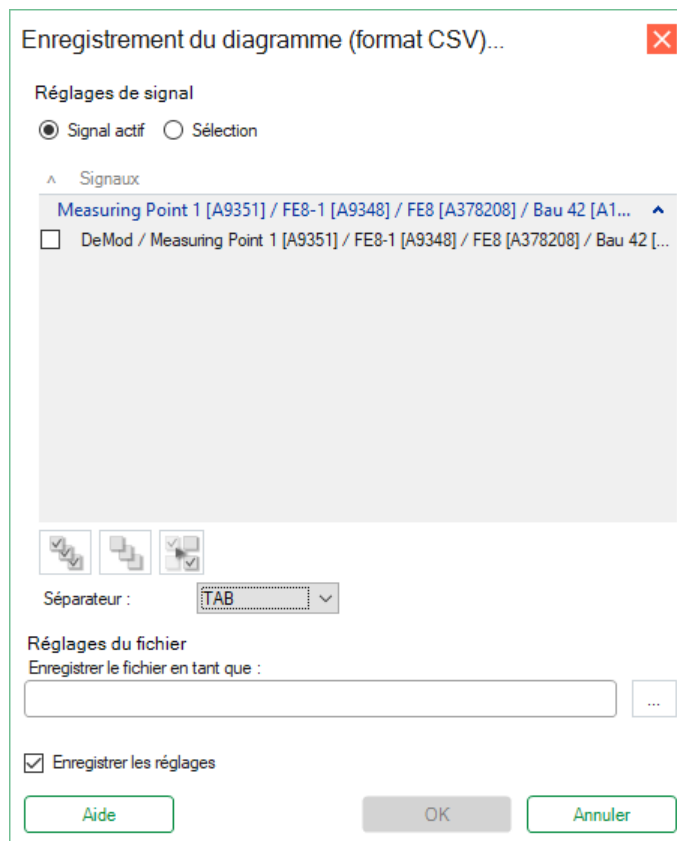 Enregistrement du diagramme (format CSV)...
Réglages de signal
Signal actif Sélection
^ Signaux
Measuring Point 1 [A9351] / FE8-1 [A9348] / FE8 [A378208] / Bau 42 [A1...
DeMod / Measuring Point 1 [A9351] / FE8-1 [A9348] / FE8 [A378208] / Bau 42 [...
Séparateur : TAB
Réglages du fichier
Enregistrer le fichier en tant que :
...
Enregistrer les réglages
Aide OK Annuler